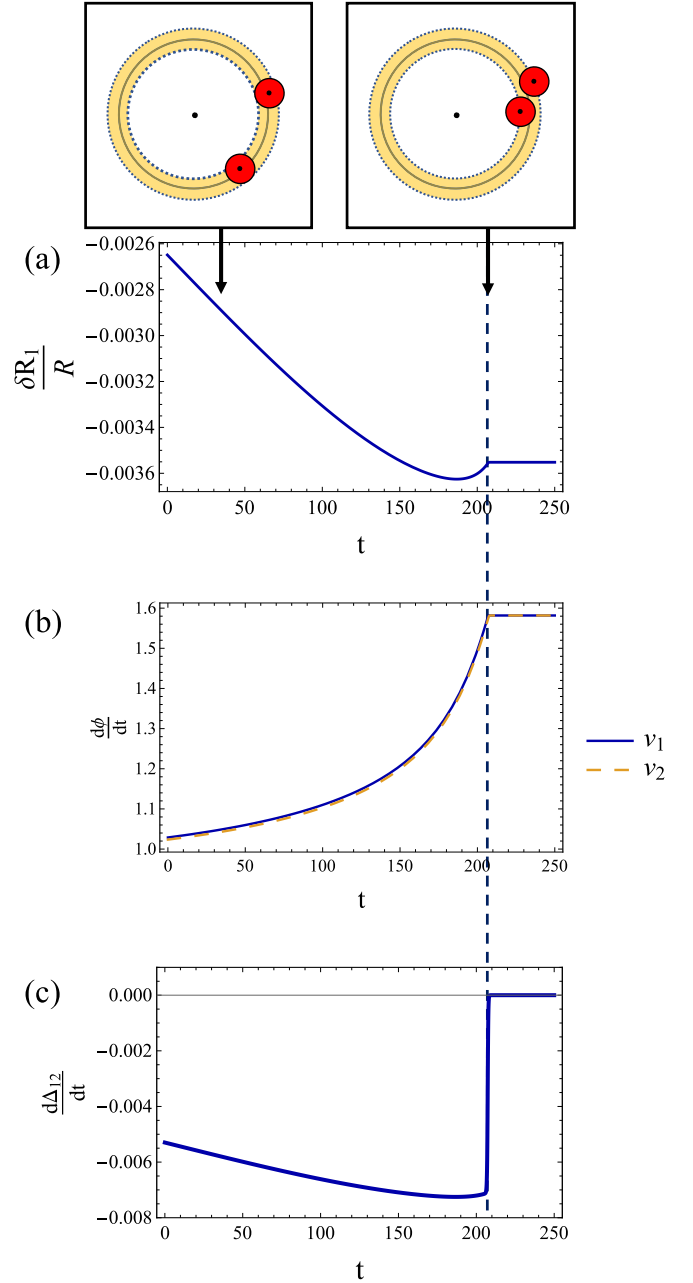 (a)
−0.0026
−0.0028
−0.0030
−0.0032
−0.0034
−0.0036
δR₁
R
0 50 100 150 200 250
t
(b)
1.6
1.5
1.4
1.3
1.2
1.1
1.0
dϕ
dt
0 50 100 150 200 250
t
v₁
v₂
(c)
0.000
−0.002
−0.004
−0.006
−0.008
dΔ₁₂
dt
0 50 100 150 200 250
t